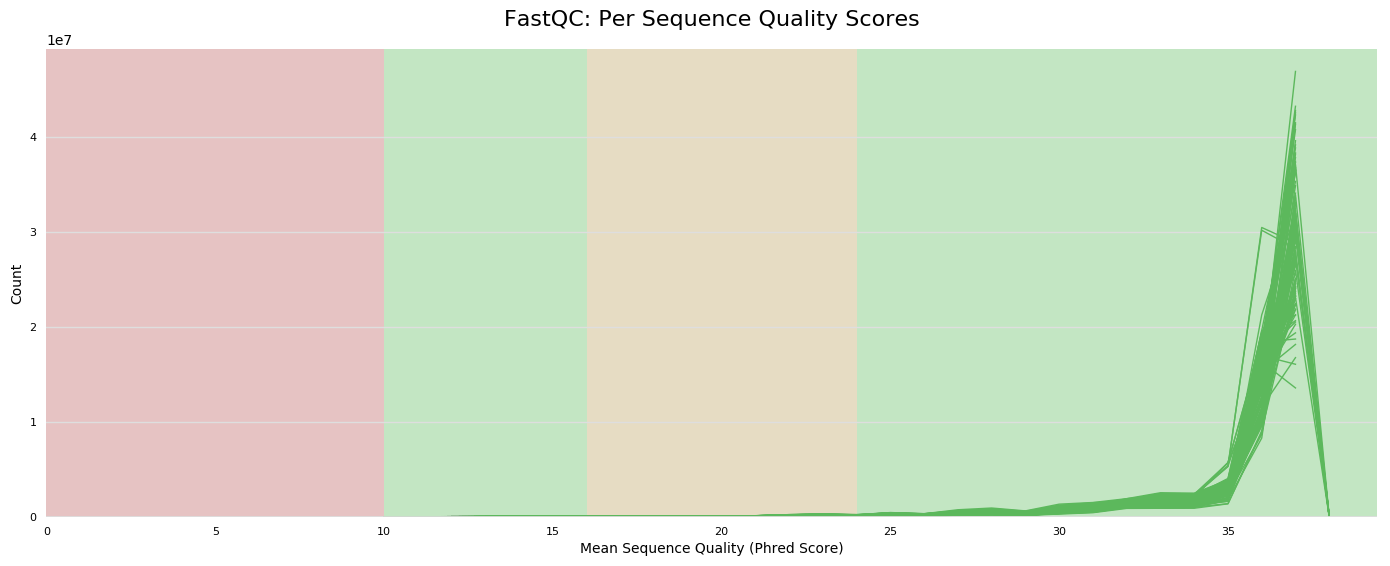 FastQC: Per Sequence Quality Scores
1e7
4
3
2
1
0
Count
0 5 10 15 20 25 30 35
Mean Sequence Quality (Phred Score)